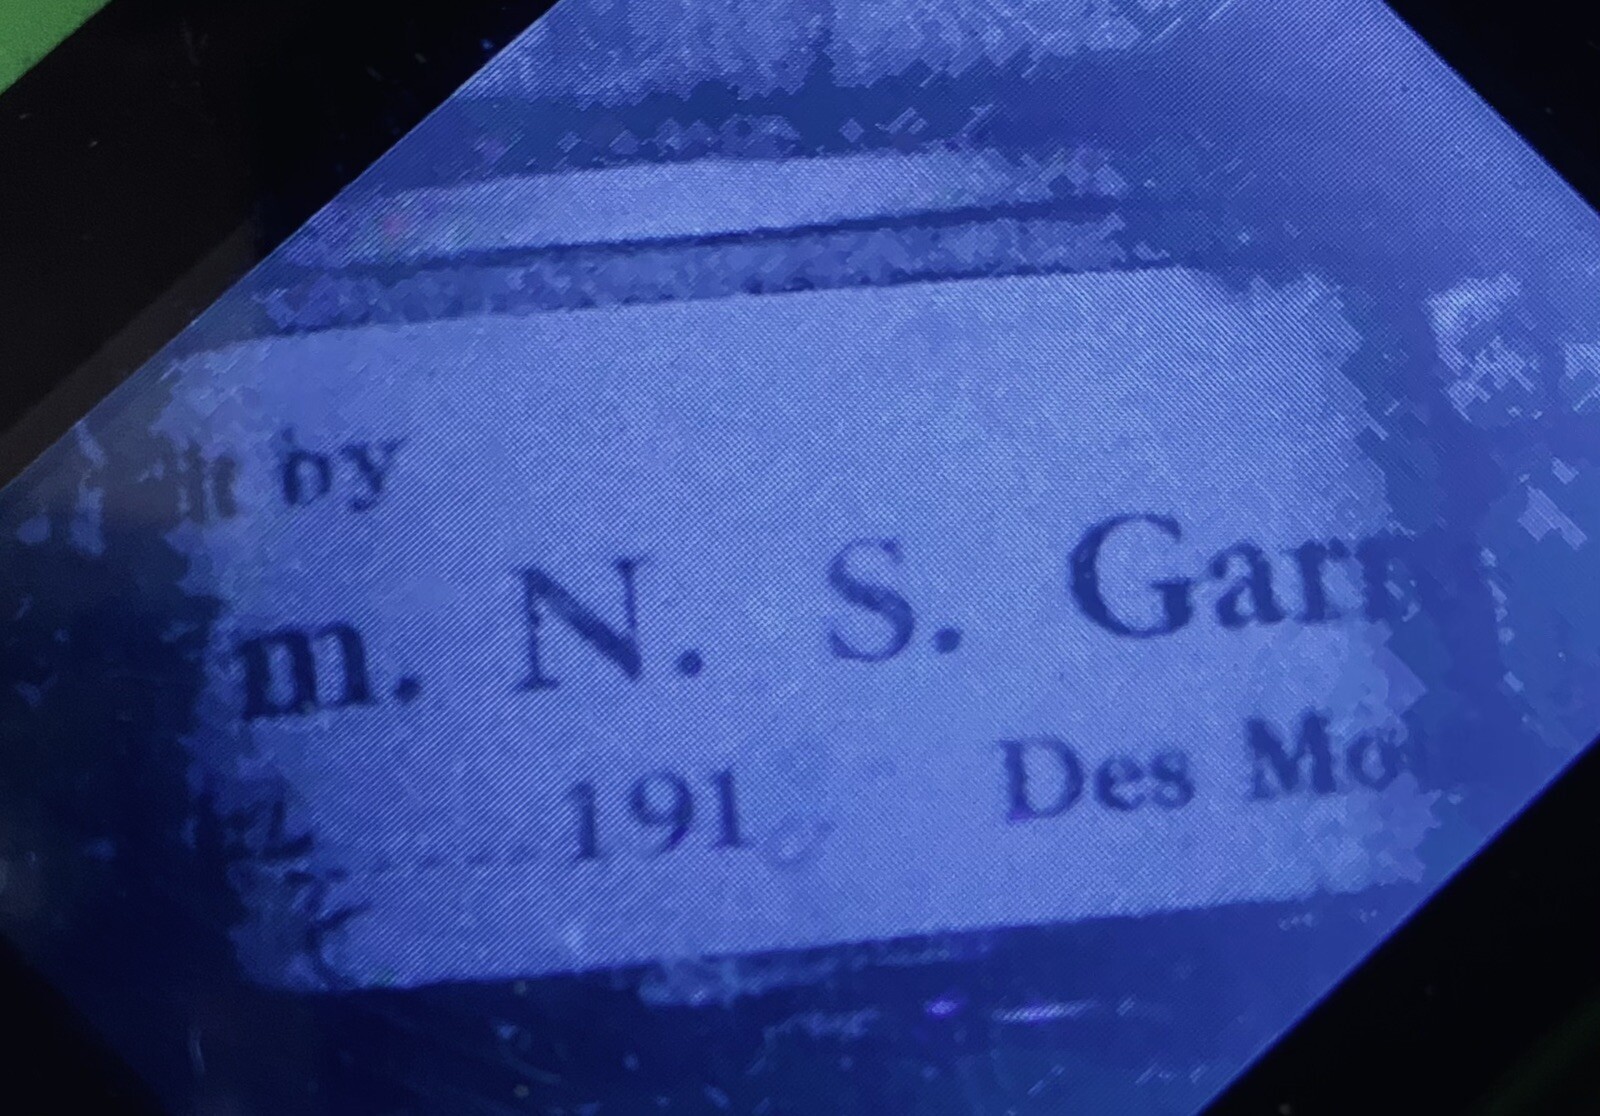 by
m. N. S. Garr
191 Des Mo